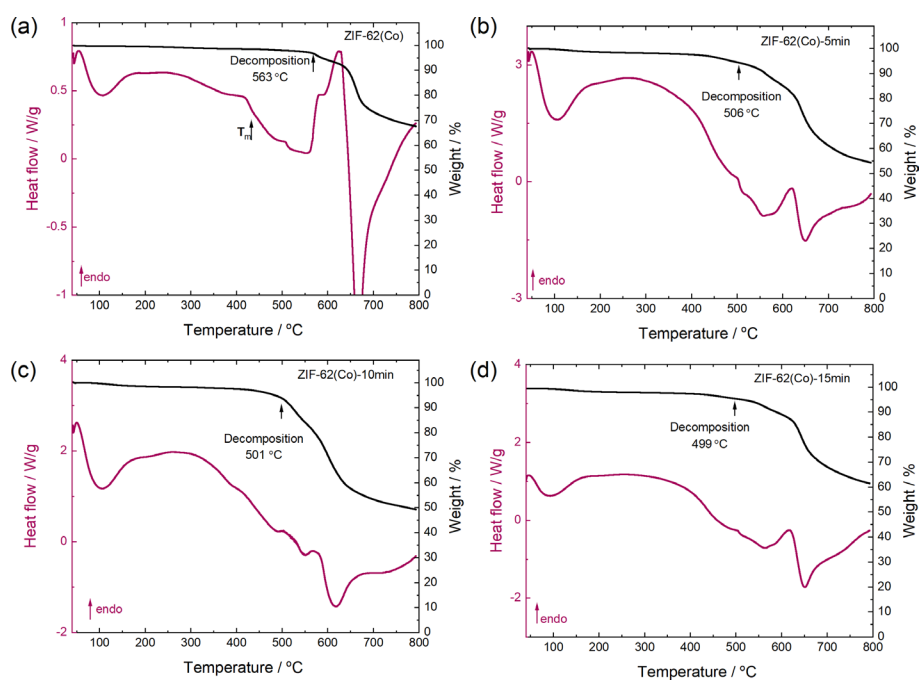 (a)
ZIF-62(Co)
Decomposition
563 °C
Tm
endo
Heat flow / W/g
1
0.5
0
-0.5
-1
100
90
80
70
60
50
40
30
20
10
0
Weight / %
100 200 300 400 500 600 700 800
Temperature / °C
(b)
ZIF-62(Co)-5min
Decomposition
506 °C
endo
Heat flow / W/g
3
0
-3
100
90
80
70
60
50
40
30
20
10
0
Weight / %
100 200 300 400 500 600 700 800
Temperature / °C
(c)
ZIF-62(Co)-10min
Decomposition
501 °C
endo
Heat flow / W/g
4
2
0
-2
100
90
80
70
60
50
40
30
20
10
0
Weight / %
100 200 300 400 500 600 700 800
Temperature / °C
(d)
ZIF-62(Co)-15min
Decomposition
499 °C
endo
Heat flow / W/g
4
2
0
-2
100
90
80
70
60
50
40
30
20
10
0
Weight / %
100 200 300 400 500 600 700 800
Temperature / °C